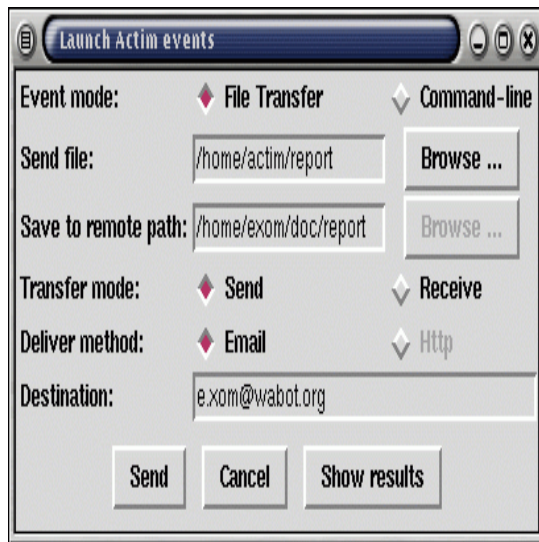 Launch Actim events
Event mode: File Transfer Command-line
Send file: /home/actim/report Browse ...
Save to remote path: /home/exom/doc/report Browse ...
Transfer mode: Send Receive
Deliver method: Email Http
Destination: e.xom@wabot.org
Send Cancel Show results